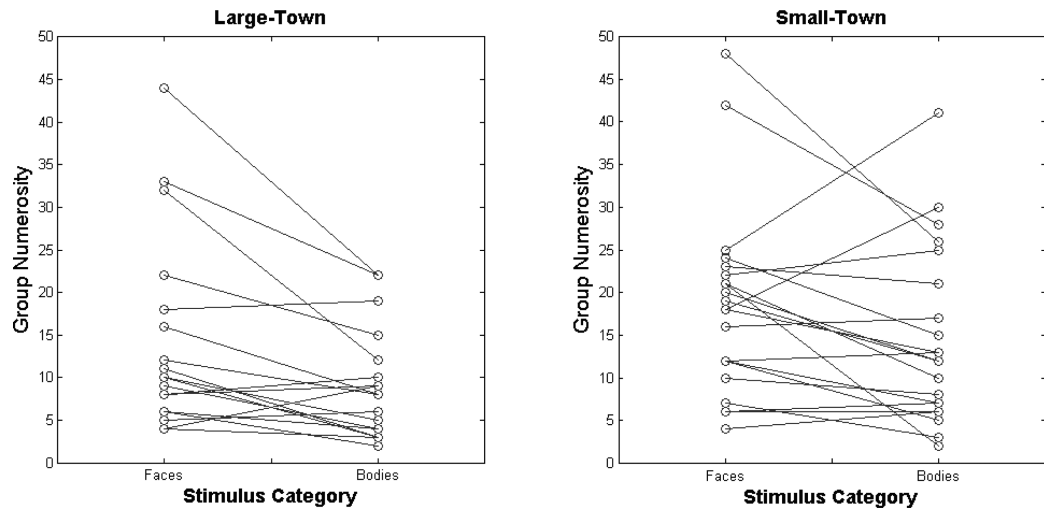 Large-Town
50
45
40
35
30
25
20
15
10
5
0
Group Numerosity
Faces
Bodies
Stimulus Category
Small-Town
50
45
40
35
30
25
20
15
10
5
0
Group Numerosity
Faces
Bodies
Stimulus Category